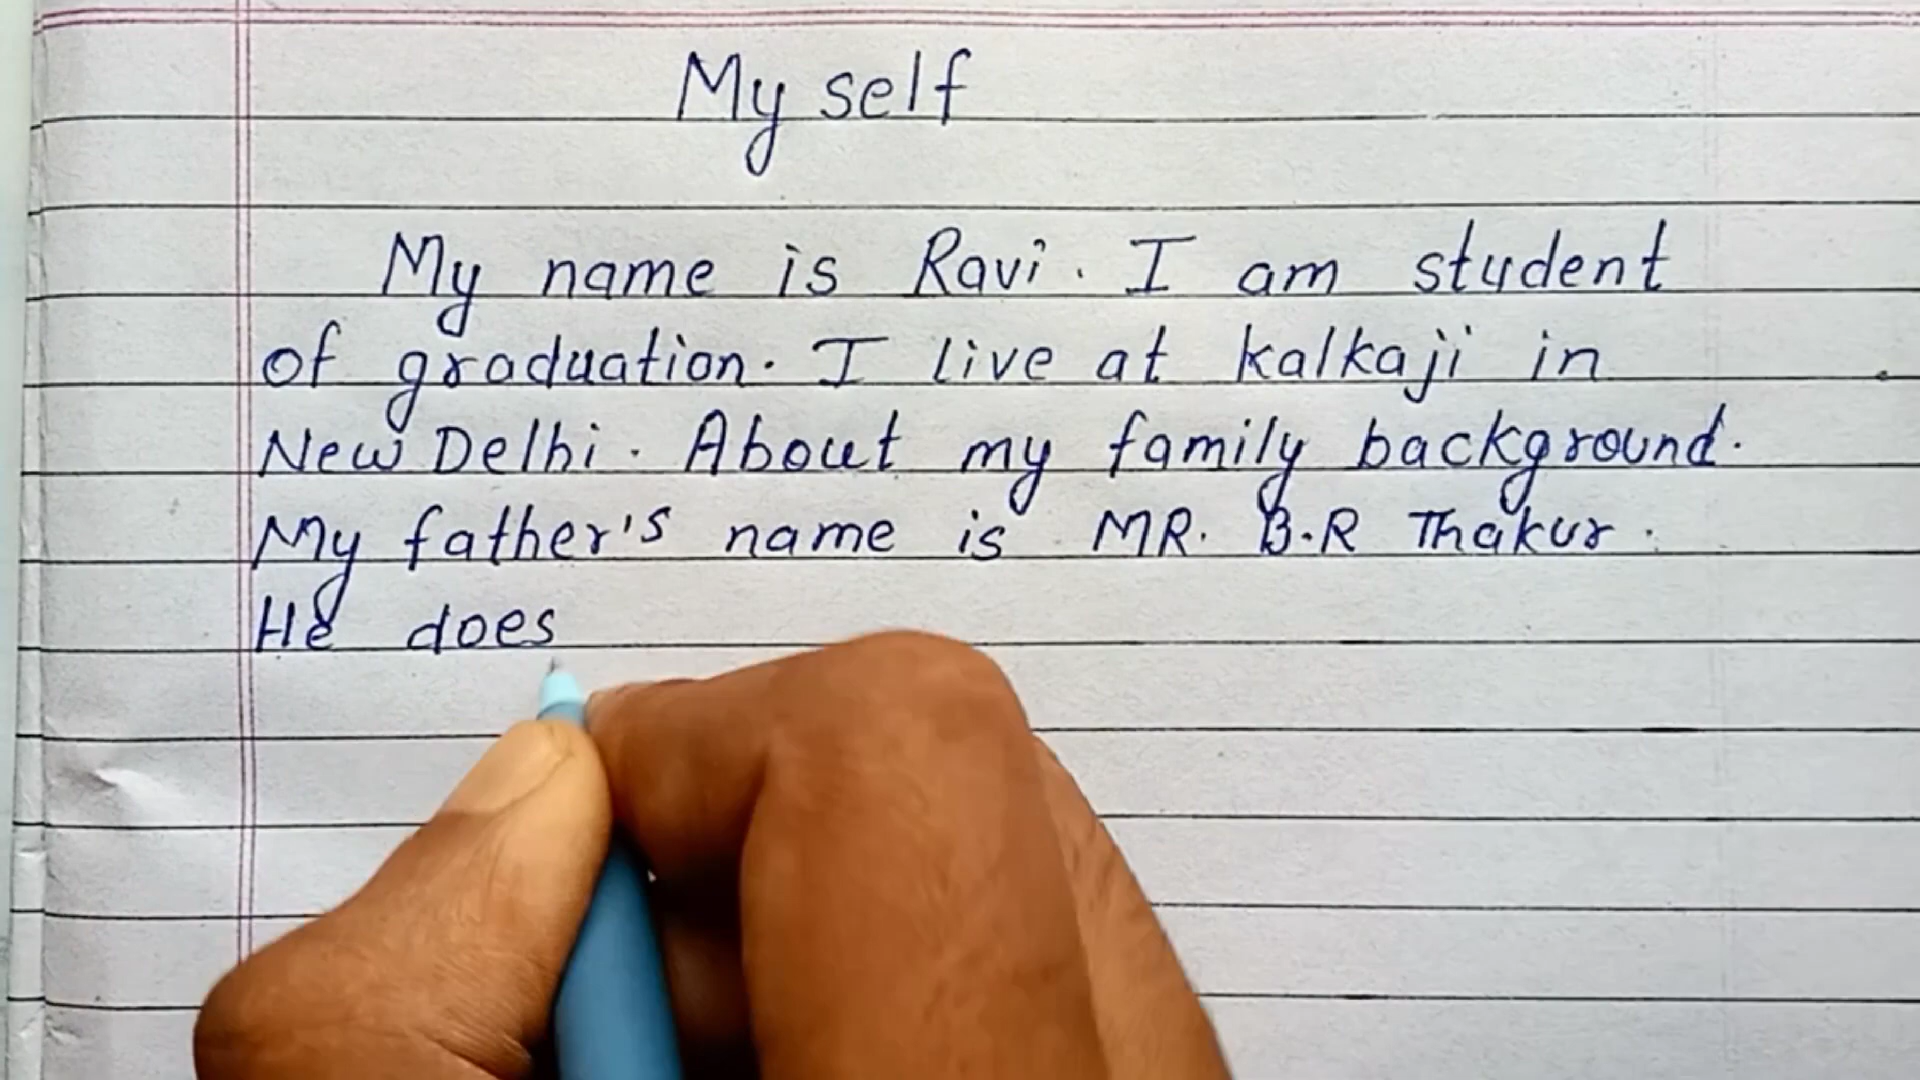 My self
My name is Ravi. I am student
of graduation. I live at kalkaji in
New Delhi. About my family background.
My father's name is MR. B.R Thakur.
He does